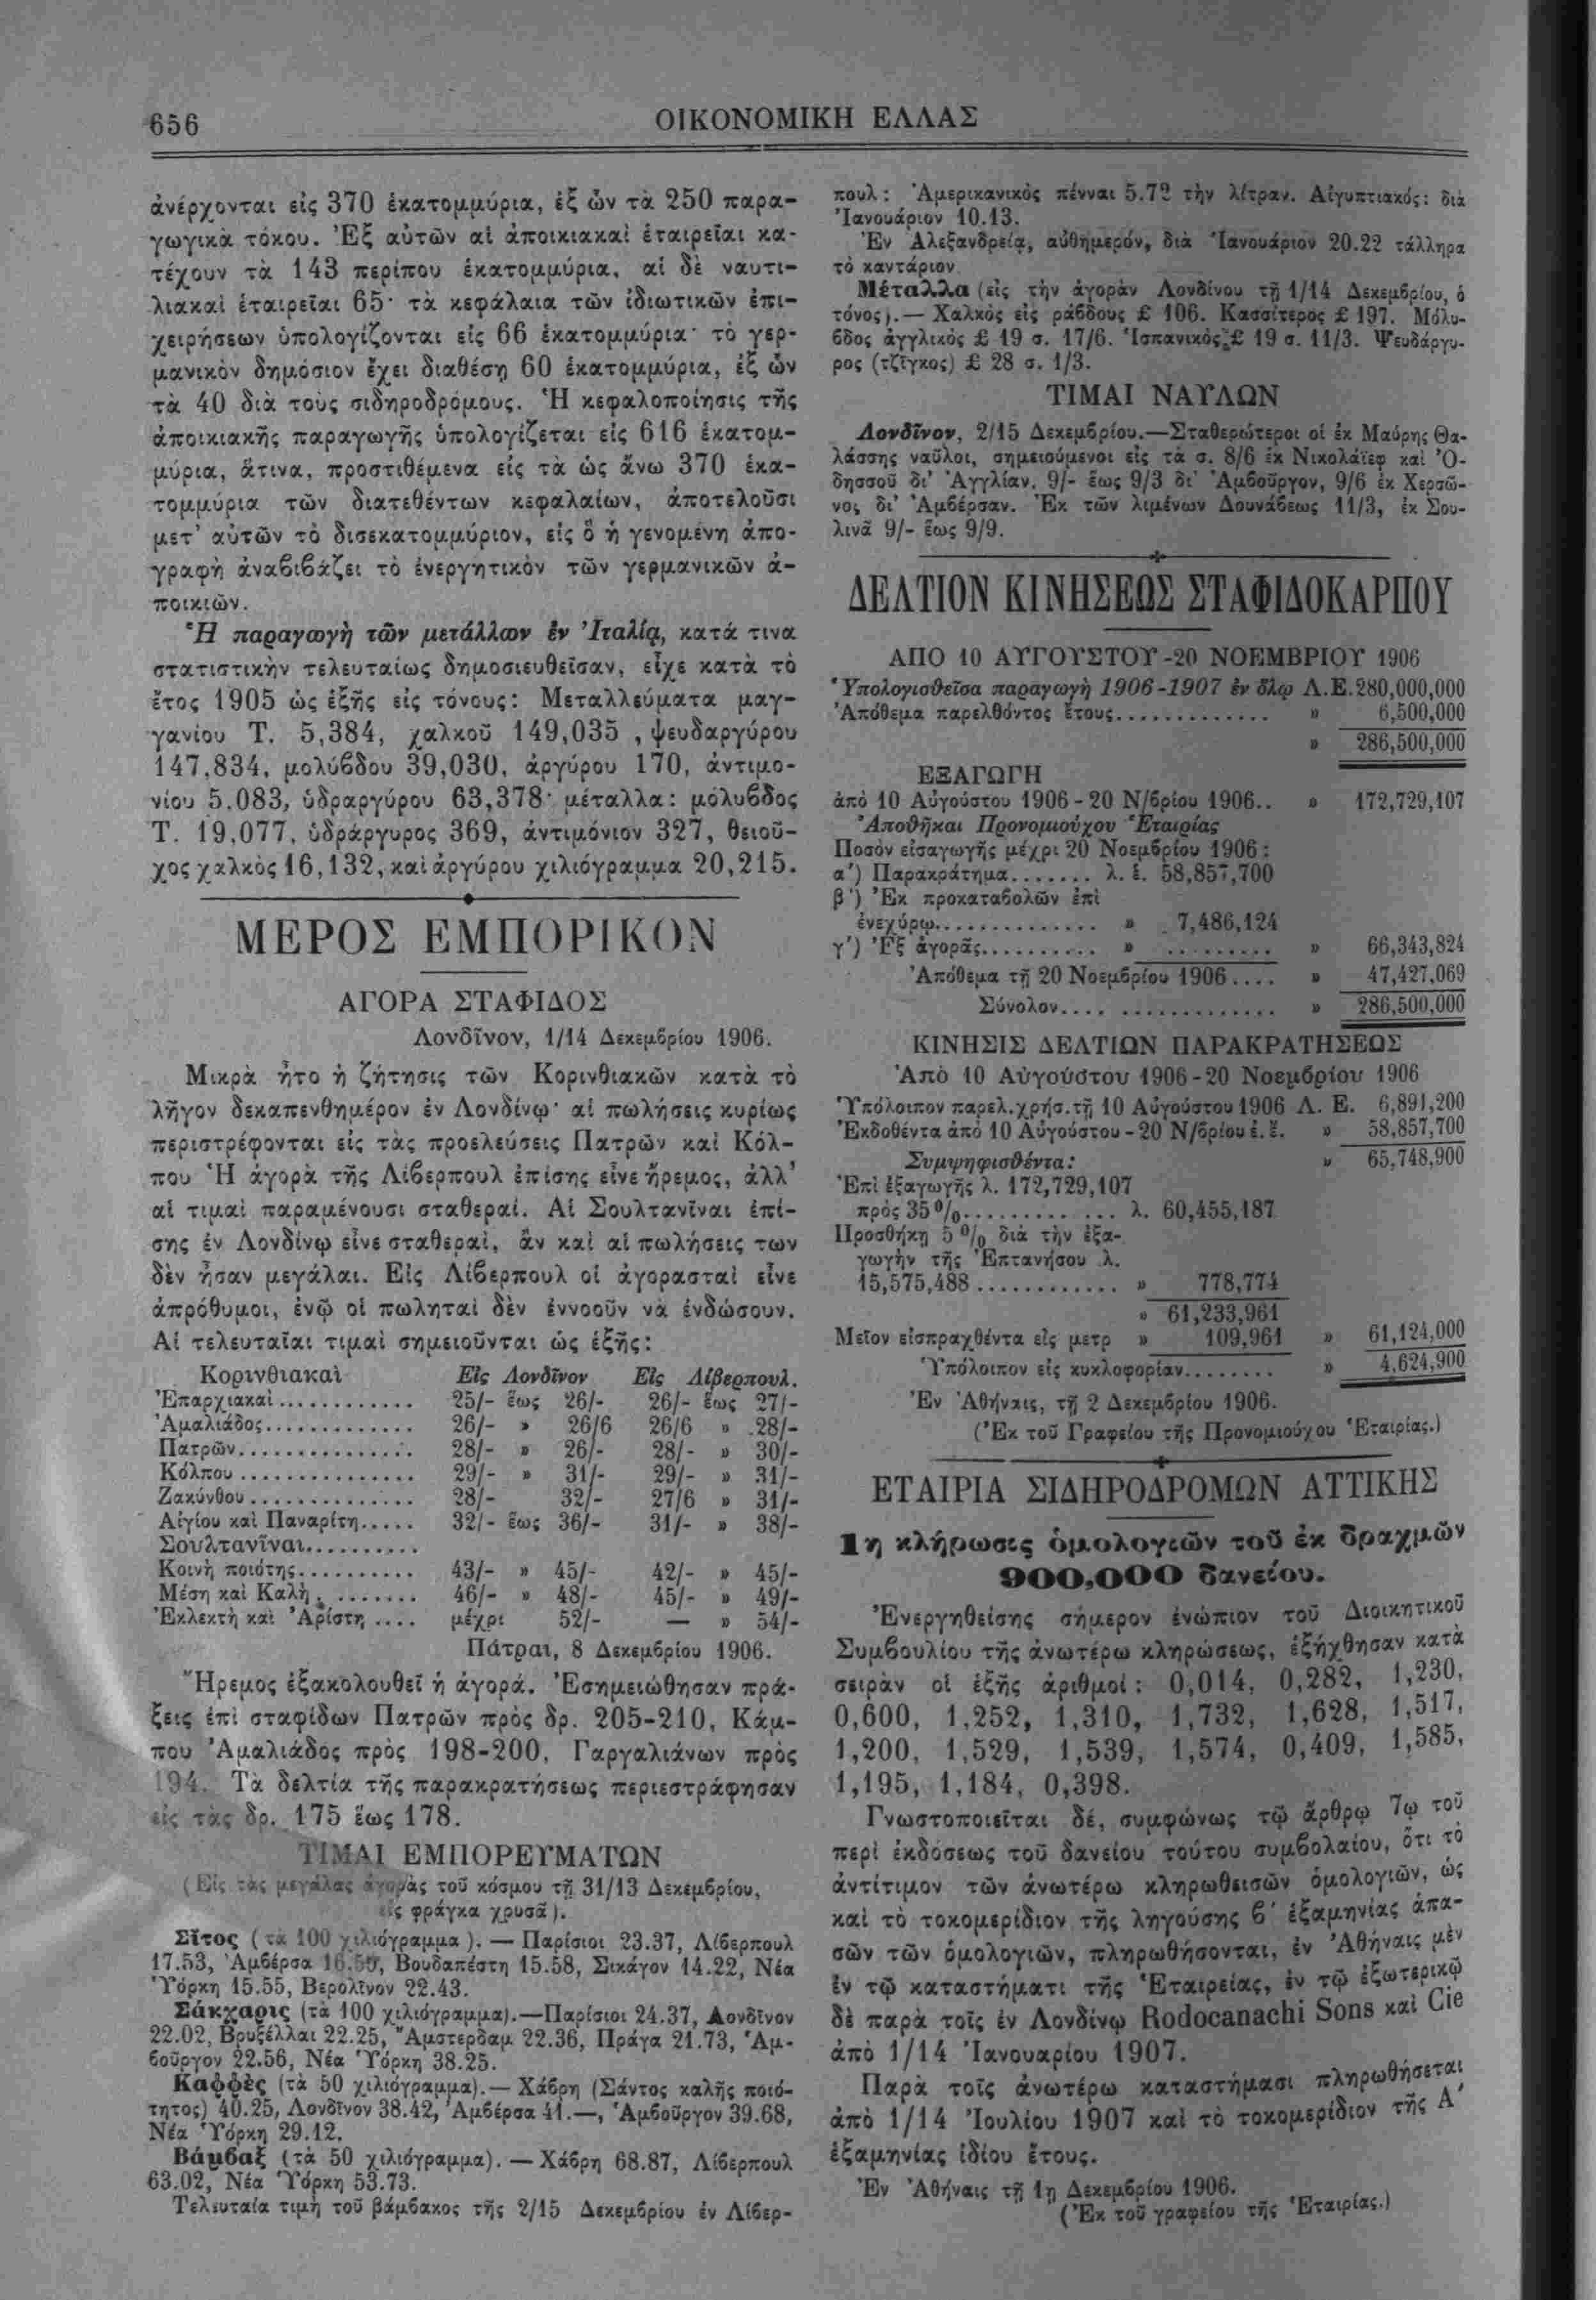 656
ΟΙΚΟΝΟΜΙΚΗ ΕΛΛΑΣ
ἀνέρχονται εἰς 370 ἑκατομμύρια, ἐξ ὧν τὰ 250 παρα-
γωγικὰ τόκου. Ἐξ αὐτῶν αἱ ἀποικιακαὶ ἑταιρεῖαι κα-
τέχουν τὰ 143 περίπου ἑκατομμύρια, αἱ δὲ ναυτι-
λιακαὶ ἑταιρεῖαι 65· τὰ κεφάλαια τῶν ἰδιωτικῶν ἐπι-
χειρήσεων ὑπολογίζονται εἰς 66 ἑκατομμύρια· τὸ γερ-
μανικὸν δημόσιον ἔχει διαθέσῃ 60 ἑκατομμύρια, ἐξ ὧν
τὰ 40 διὰ τοὺς σιδηροδρόμους. Ἡ κεφαλοποίησις τῆς
ἀποικιακῆς παραγωγῆς ὑπολογίζεται εἰς 616 ἑκατομ-
μύρια, ἅτινα, προστιθέμενα εἰς τὰ ὡς ἄνω 370 ἑκα-
τομμύρια τῶν διατεθέντων κεφαλαίων, ἀποτελοῦσι
μετ' αὐτῶν τὸ δισεκατομμύριον, εἰς ὃ ἡ γενομένη ἀπο-
γραφὴ ἀναβιβάζει τὸ ἐνεργητικὸν τῶν γερμανικῶν ἀ-
ποικιῶν.
Ἡ παραγωγὴ τῶν μετάλλων ἐν Ἰταλίᾳ, κατά τινα
στατιστικὴν τελευταίως δημοσιευθεῖσαν, εἶχε κατὰ τὸ
ἔτος 1905 ὡς ἑξῆς εἰς τόνους: Μεταλλεύματα μαγ-
γανίου Τ. 5,384, χαλκοῦ 149,035 , ψευδαργύρου
147,834, μολύβδου 39,030, ἀργύρου 170, ἀντιμο-
νίου 5.083, ὑδραργύρου 63,378· μέταλλα: μόλυβδος
Τ. 19,077, ὑδράργυρος 369, ἀντιμόνιον 327, θειοῦ-
χος χαλκὸς 16,132, καὶ ἀργύρου χιλιόγραμμα 20,215.
ΜΕΡΟΣ ΕΜΠΟΡΙΚΟΝ
ΑΓΟΡΑ ΣΤΑΦΙΔΟΣ
Λονδῖνον, 1/14 Δεκεμβρίου 1906.
Μικρὰ ἦτο ἡ ζήτησις τῶν Κορινθιακῶν κατὰ τὸ
λῆγον δεκαπενθημέρον ἐν Λονδίνῳ· αἱ πωλήσεις κυρίως
περιστρέφονται εἰς τὰς προελεύσεις Πατρῶν καὶ Κόλ-
που Ἡ ἀγορὰ τῆς Λίβερπουλ ἐπίσης εἶνε ἤρεμος, ἀλλ'
αἱ τιμαὶ παραμένουσι σταθεραί. Αἱ Σουλτανῖναι ἐπί-
σης ἐν Λονδίνῳ εἶνε σταθεραὶ, ἂν καὶ αἱ πωλήσεις των
δὲν ἦσαν μεγάλαι. Εἰς Λίβερπουλ οἱ ἀγορασταὶ εἶνε
ἀπρόθυμοι, ἐνῷ οἱ πωληταὶ δὲν ἐννοοῦν νὰ ἐνδώσουν.
Αἱ τελευταῖαι τιμαὶ σημειοῦνται ὡς ἑξῆς:
Κορινθιακαὶ Εἰς Λονδῖνον Εἰς Λίβερπουλ.
Ἐπαρχιακαὶ............ 25/- ἕως 26/- 26/- ἕως 27/-
Ἀμαλιάδος............. 26/- » 26/6 26/6 » 28/-
Πατρῶν............... 28/- » 26/- 28/- » 30/-
Κόλπου............... 29/- » 31/- 29/- » 31/-
Ζακύνθου.............. 28/- 32/- 27/6 » 31/-
Αἰγίου καὶ Παναρίτη..... 32/- ἕως 36/- 31/- » 38/-
Σουλτανῖναι..........
Κοινὴ ποιότης.......... 43/- » 45/- 42/- » 45/-
Μέση καὶ Καλὴ........ 46/- » 48/- 45/- » 49/-
Ἐκλεκτὴ καὶ Ἀρίστη.... μέχρι 52/- — » 54/-
Πάτραι, 8 Δεκεμβρίου 1906.
Ἤρεμος ἐξακολουθεῖ ἡ ἀγορά. Ἐσημειώθησαν πρά-
ξεις ἐπὶ σταφίδων Πατρῶν πρὸς δρ. 205-210, Κάμ-
που Ἀμαλιάδος πρὸς 198-200, Γαργαλιάνων πρὸς
194. Τὰ δελτία τῆς παρακρατήσεως περιεστράφησαν
εἰς τὰς δρ. 175 ἕως 178.
ΤΙΜΑΙ ΕΜΠΟΡΕΥΜΑΤΩΝ
(Εἰς τὰς μεγάλας ἀγορὰς τοῦ κόσμου τῇ 31/13 Δεκεμβρίου,
εἰς φράγκα χρυσᾶ).
Σῖτος (τὰ 100 χιλιόγραμμα). — Παρίσιοι 23.37, Λίβερπουλ
17.53, Ἀμβέρσα Βουδαπέστη 15.58, Σικάγον 14.22, Νέα
Ὑόρκη 15.55, Βερολῖνον 22.43.
Σάκχαρις (τὰ 100 χιλιόγραμμα).—Παρίσιοι 24.37, Λονδῖνον
22.02, Βρυξέλλαι 22.25, Ἀμστερδαμ 22.36, Πράγα 21.73, Ἀμ-
βοῦργον 22.56, Νέα Ὑόρκη 38.25.
Καφφὲς (τὰ 50 χιλιόγραμμα).— Χάβρη (Σάντος καλῆς ποιό-
τητος) 40.25, Λονδῖνον 38.42, Ἀμβέρσα 41.—, Ἀμβοῦργον 39.68,
Νέα Ὑόρκη 29.12.
Βάμβαξ (τὰ 50 χιλιόγραμμα). — Χάβρη 68.87, Λίβερπουλ
63.02, Νέα Ὑόρκη 53.73.
Τελευταία τιμὴ τοῦ βάμβακος τῆς 2/15 Δεκεμβρίου ἐν Λίβερ-
πουλ: Ἀμερικανικὸς πένναι 5.72 τὴν λίτραν. Αἰγυπτιακός: διὰ
Ἰανουάριον 10.13.
Ἐν Ἀλεξανδρείᾳ, αὐθημερόν, διὰ Ἰανουάριον 20.22 τάλληρα
τὸ καντάριον
Μέταλλα (εἰς τὴν ἀγορὰν Λονδίνου τῇ 1/14 Δεκεμβρίου, ὁ
τόνος).— Χαλκὸς εἰς ράβδους £ 106. Κασσίτερος £ 197. Μόλυ-
βδος ἀγγλικὸς £ 19 σ. 17/6. Ἱσπανικὸς £ 19 σ. 11/3. Ψευδάργυ-
ρος (τζῖγκος) £ 28 σ. 1/3.
ΤΙΜΑΙ ΝΑΥΛΩΝ
Λονδῖνον, 2/15 Δεκεμβρίου.—Σταθερώτεροι οἱ ἐκ Μαύρης Θα-
λάσσης ναῦλοι, σημειούμενοι εἰς τὰ σ. 8/6 ἐκ Νικολάϊεφ καὶ Ὀ-
δησσοῦ δι' Ἀγγλίαν, 9/- ἕως 9/3 δι' Ἀμβοῦργον, 9/6 ἐκ Χερσῶ-
νος δι' Ἀμβέρσαν. Ἐκ τῶν λιμένων Δουνάβεως 11/3, ἐκ Σου-
λινᾶ 9/- ἕως 9/9.
ΔΕΛΤΙΟΝ ΚΙΝΗΣΕΩΣ ΣΤΑΦΙΔΟΚΑΡΠΟΥ
ΑΠΟ 10 ΑΥΓΟΥΣΤΟΥ-20 ΝΟΕΜΒΡΙΟΥ 1906
Ὑπολογισθεῖσα παραγωγὴ 1906-1907 ἐν ὅλῳ Λ.Ε. 280,000,000
Ἀπόθεμα παρελθόντος ἔτους............. » 6,500,000
» 286,500,000
ΕΞΑΓΩΓΗ
ἀπὸ 10 Αὐγούστου 1906-20 Ν/βρίου 1906.. » 172,729,107
Ἀποθῆκαι Προνομιούχου Ἑταιρίας
Ποσὸν εἰσαγωγῆς μέχρι 20 Νοεμβρίου 1906:
α') Παρακράτημα....... λ. ἑ. 58,857,700
β') Ἐκ προκαταβολῶν ἐπὶ
ἐνεχύρῳ.............. » 7,486,124
γ') Ἐξ ἀγορᾶς.......... » .......... » 66,343,824
Ἀπόθεμα τῇ 20 Νοεμβρίου 1906.... » 47,427,069
Σύνολον.... ............. » 286,500,000
ΚΙΝΗΣΙΣ ΔΕΛΤΙΩΝ ΠΑΡΑΚΡΑΤΗΣΕΩΣ
Ἀπὸ 10 Αὐγούστου 1906-20 Νοεμβρίου 1906
Ὑπόλοιπον παρελ. χρήσ. τῇ 10 Αὐγούστου 1906 Λ. Ε. 6,891,200
Ἐκδοθέντα ἀπὸ 10 Αὐγούστου-20 Ν/βρίου ἐ. ἔ. » 58,857,700
Συμψηφισθέντα: » 65,748,900
Ἐπὶ ἐξαγωγῆς λ. 172,729,107
πρὸς 35%............... λ. 60,455,187
Προσθήκη 5% διὰ τὴν ἐξα-
γωγὴν τῆς Ἑπτανήσου λ.
15,575,488............. » 778,774
» 61,233,961
Μεῖον εἰσπραχθέντα εἰς μετρ » 109,961 » 61,124,000
Ὑπόλοιπον εἰς κυκλοφορίαν........ » 4,624,900
Ἐν Ἀθήναις, τῇ 2 Δεκεμβρίου 1906.
(Ἐκ τοῦ Γραφείου τῆς Προνομιούχου Ἑταιρίας.)
ΕΤΑΙΡΙΑ ΣΙΔΗΡΟΔΡΟΜΩΝ ΑΤΤΙΚΗΣ
1η κλήρωσις ὁμολογιῶν τοῦ ἐκ δραχμῶν
900,000 δανείου.
Ἐνεργηθείσης σήμερον ἐνώπιον τοῦ Διοικητικοῦ
Συμβουλίου τῆς ἀνωτέρω κληρώσεως, ἐξήχθησαν κατὰ
σειρὰν οἱ ἑξῆς ἀριθμοί: 0,014, 0,282, 1,230,
0,600, 1,252, 1,310, 1,732, 1,628, 1,517,
1,200, 1,529, 1,539, 1,574, 0,409, 1,585,
1,195, 1,184, 0,398.
Γνωστοποιεῖται δέ, συμφώνως τῷ ἄρθρῳ 7ῳ τοῦ
περὶ ἐκδόσεως τοῦ δανείου τούτου συμβολαίου, ὅτι τὸ
ἀντίτιμον τῶν ἀνωτέρω κληρωθεισῶν ὁμολογιῶν, ὡς
καὶ τὸ τοκομερίδιον τῆς ληγούσης β' ἑξαμηνίας ἁπα-
σῶν τῶν ὁμολογιῶν, πληρωθήσονται, ἐν Ἀθήναις μὲν
ἐν τῷ καταστήματι τῆς Ἑταιρείας, ἐν τῷ ἐξωτερικῷ
δὲ παρὰ τοῖς ἐν Λονδίνῳ Rodocanachi Sons καὶ Cie
ἀπὸ 1/14 Ἰανουαρίου 1907.
Παρὰ τοῖς ἀνωτέρω καταστήμασι πληρωθήσεται
ἀπὸ 1/14 Ἰουλίου 1907 καὶ τὸ τοκομερίδιον τῆς Α'
ἑξαμηνίας ἰδίου ἔτους.
Ἐν Ἀθήναις τῇ 1ῃ Δεκεμβρίου 1906.
(Ἐκ τοῦ γραφείου τῆς Ἑταιρίας.)